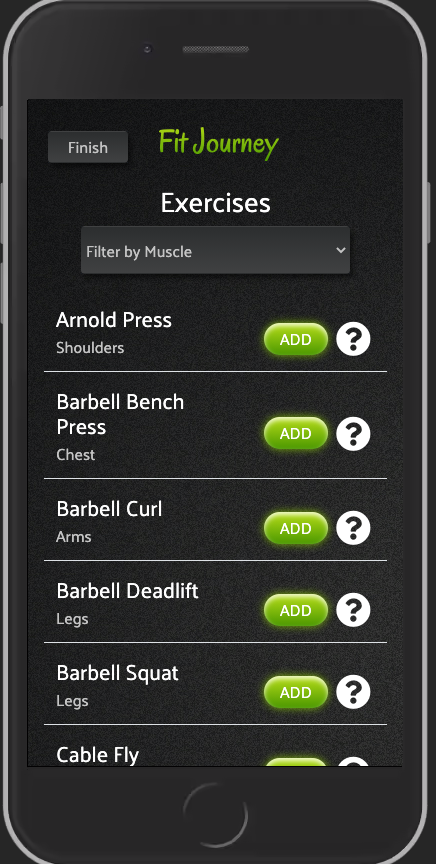 Finish
Fit Journey
Exercises
Filter by Muscle
Arnold Press
Shoulders
ADD
?
Barbell Bench
Press
Chest
ADD
?
Barbell Curl
Arms
ADD
?
Barbell Deadlift
Legs
ADD
?
Barbell Squat
Legs
ADD
?
Cable Fly